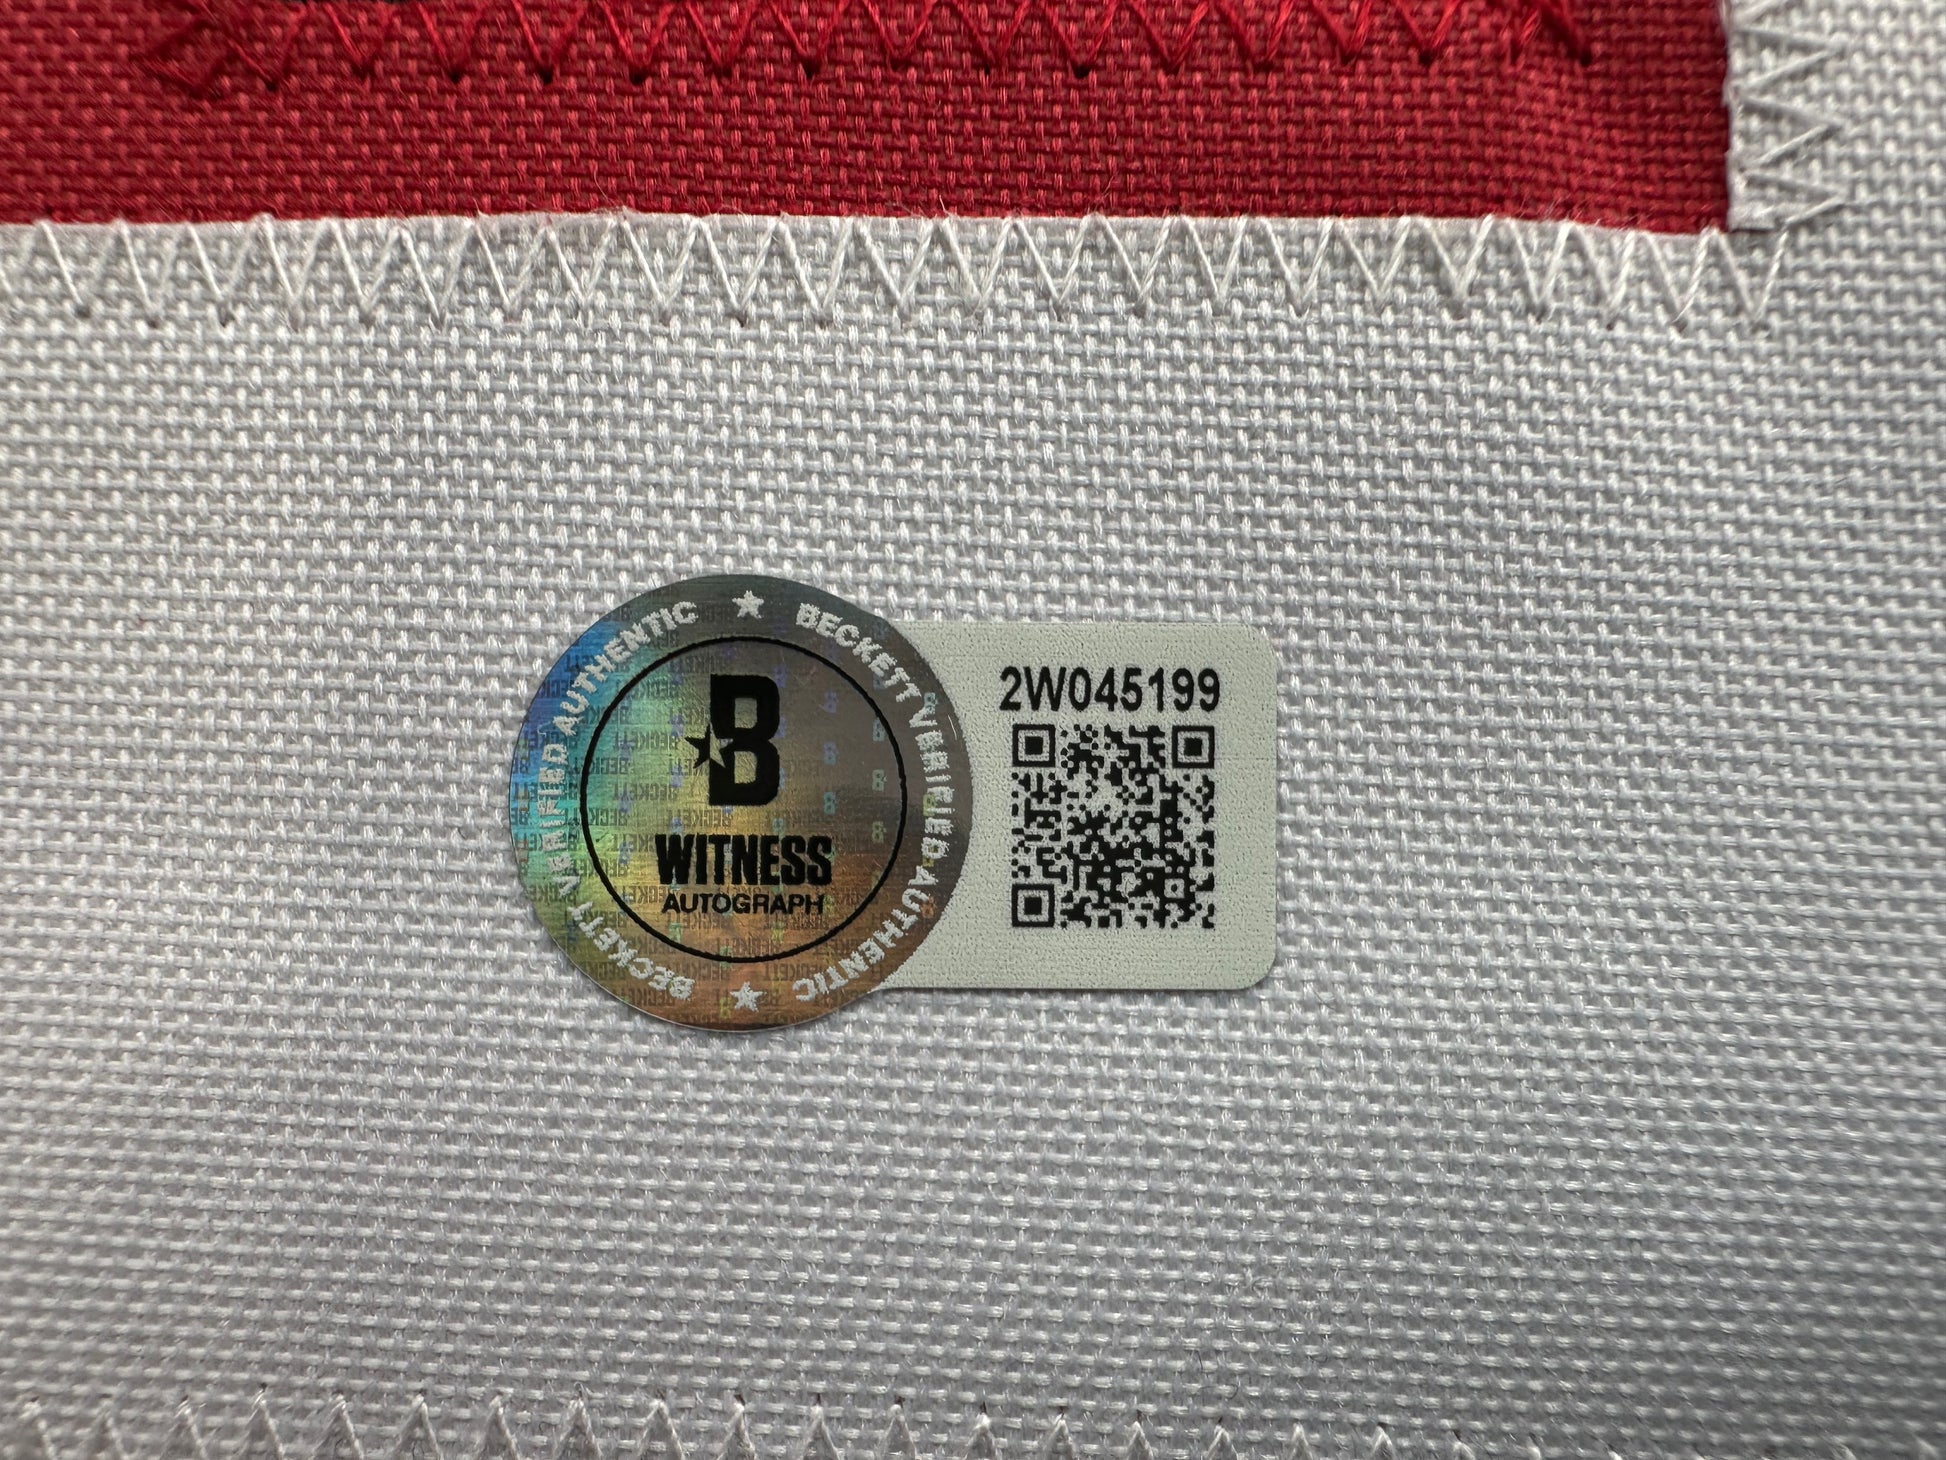 BECKETT VERIFIED AUTHENTIC ★ BECKETT VERIFIED AUTHENTIC ★
B
WITNESS
AUTOGRAPH
2W045199